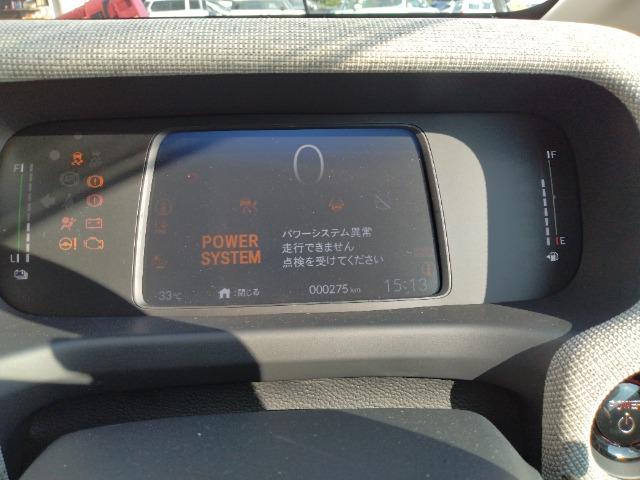 0
POWER
SYSTEM
パワーシステム異常
走行できません
点検を受けてください
-33℃
:閉じる
000275 km
15:13
F
L
F
E
POWER